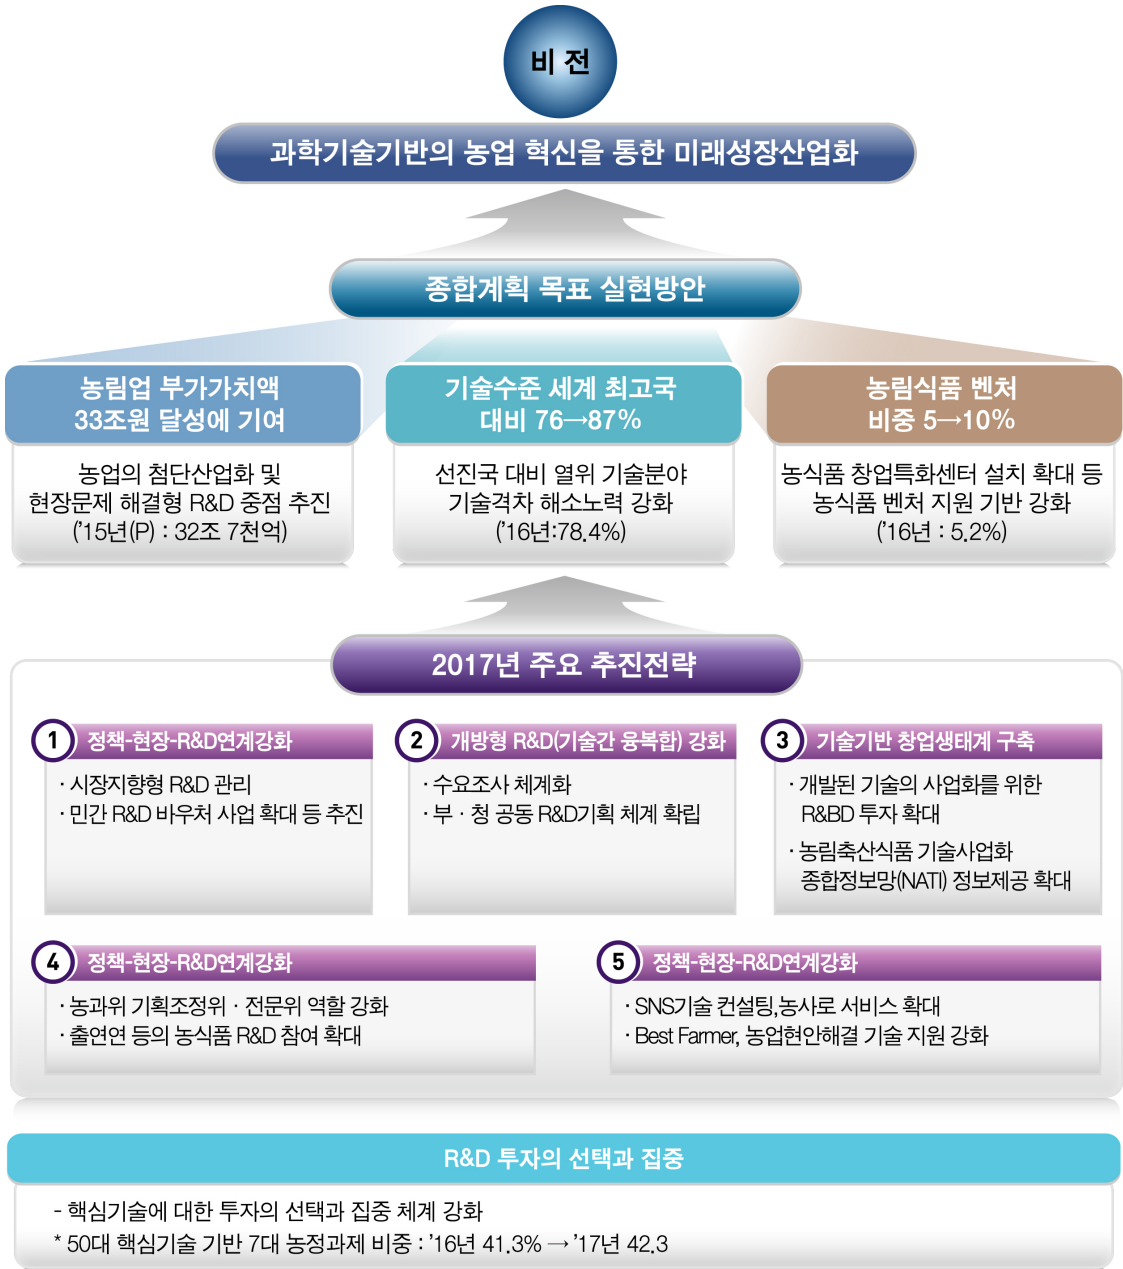 비 전
과학기술기반의 농업 혁신을 통한 미래성장산업화
종합계획 목표 실현방안
농림업 부가가치액
33조원 달성에 기여
농업의 첨단산업화 및
현장문제 해결형 R&D 중점 추진
('15년(P) : 32조 7천억)
기술수준 세계 최고국
대비 76→87%
선진국 대비 열위 기술분야
기술격차 해소노력 강화
('16년:78.4%)
농림식품 벤처
비중 5→10%
농식품 창업특화센터 설치 확대 등
농식품 벤처 지원 기반 강화
('16년 : 5.2%)
2017년 주요 추진전략
1 정책-현장-R&D연계강화
· 시장지향형 R&D 관리
· 민간 R&D 바우처 사업 확대 등 추진
2 개방형 R&D(기술간 융복합) 강화
· 수요조사 체계화
· 부 · 청 공동 R&D기획 체계 확립
3 기술기반 창업생태계 구축
· 개발된 기술의 사업화를 위한
R&BD 투자 확대
· 농림축산식품 기술사업화
종합정보망(NATI) 정보제공 확대
4 정책-현장-R&D연계강화
· 농과위 기획조정위 · 전문위 역할 강화
· 출연연 등의 농식품 R&D 참여 확대
5 정책-현장-R&D연계강화
· SNS기술 컨설팅,농사로 서비스 확대
· Best Farmer, 농업현안해결 기술 지원 강화
R&D 투자의 선택과 집중
- 핵심기술에 대한 투자의 선택과 집중 체계 강화
* 50대 핵심기술 기반 7대 농정과제 비중 : '16년 41.3% → '17년 42.3